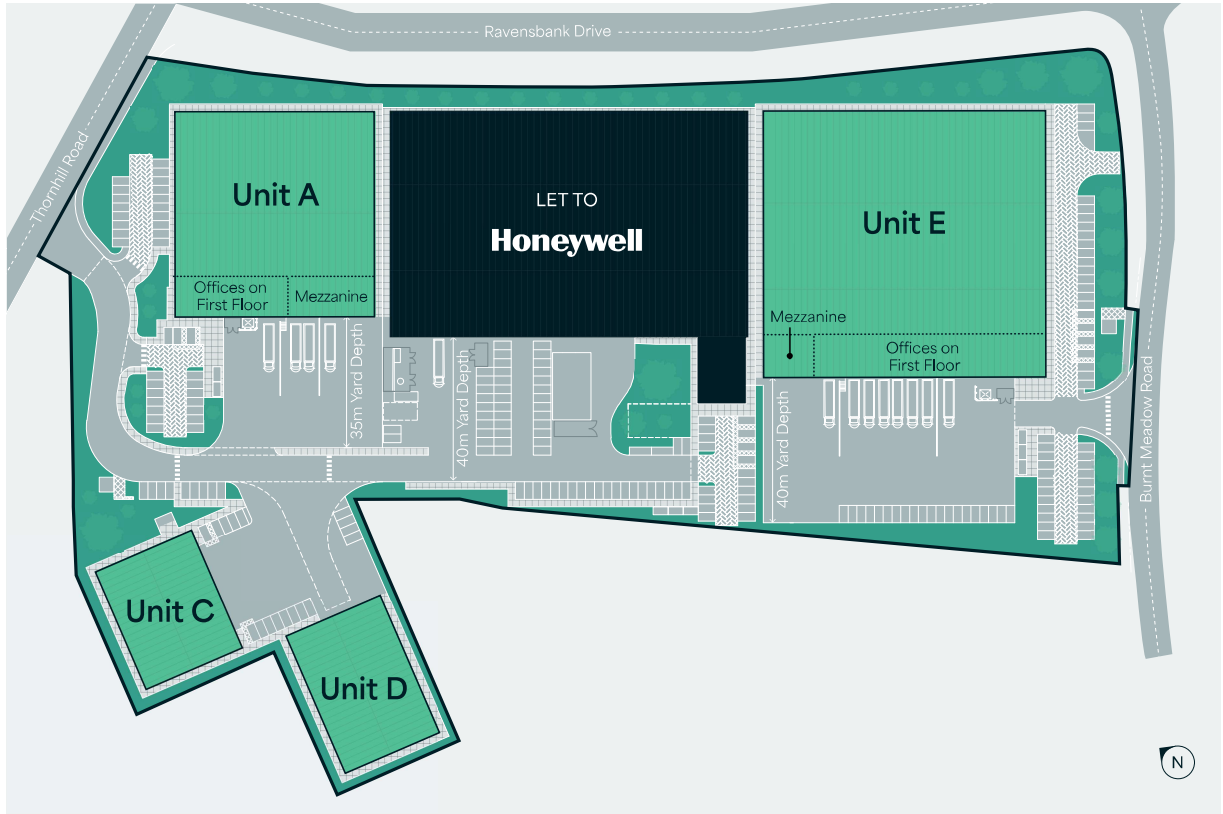 Ravensbank Drive
Thornhill Road
Unit A
LET TO
Honeywell
Unit E
Offices on
First Floor
Mezzanine
Mezzanine
Offices on
First Floor
35m Yard Depth
40m Yard Depth
40m Yard Depth
Burnt Meadow Road
Unit C
Unit D
N